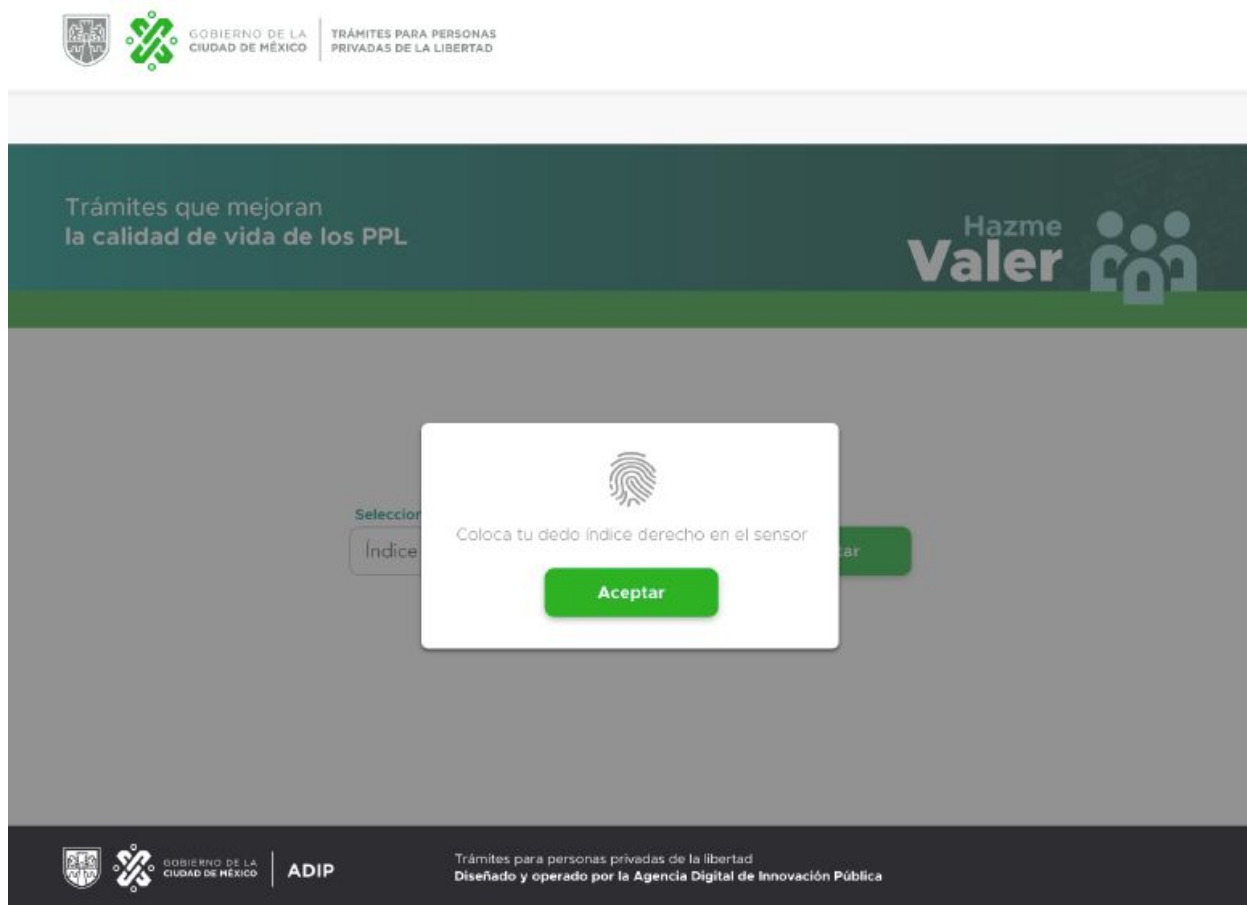 GOBIERNO DE LA
CIUDAD DE MÉXICO
TRÁMITES PARA PERSONAS
PRIVADAS DE LA LIBERTAD
Trámites que mejoran
la calidad de vida de los PPL
Hazme
Valer
Seleccion
Índice
Coloca tu dedo índice derecho en el sensor
Aceptar
tar
GOBIERNO DE LA
CIUDAD DE MÉXICO
ADIP
Trámites para personas privadas de la libertad
Diseñado y operado por la Agencia Digital de Innovación Pública